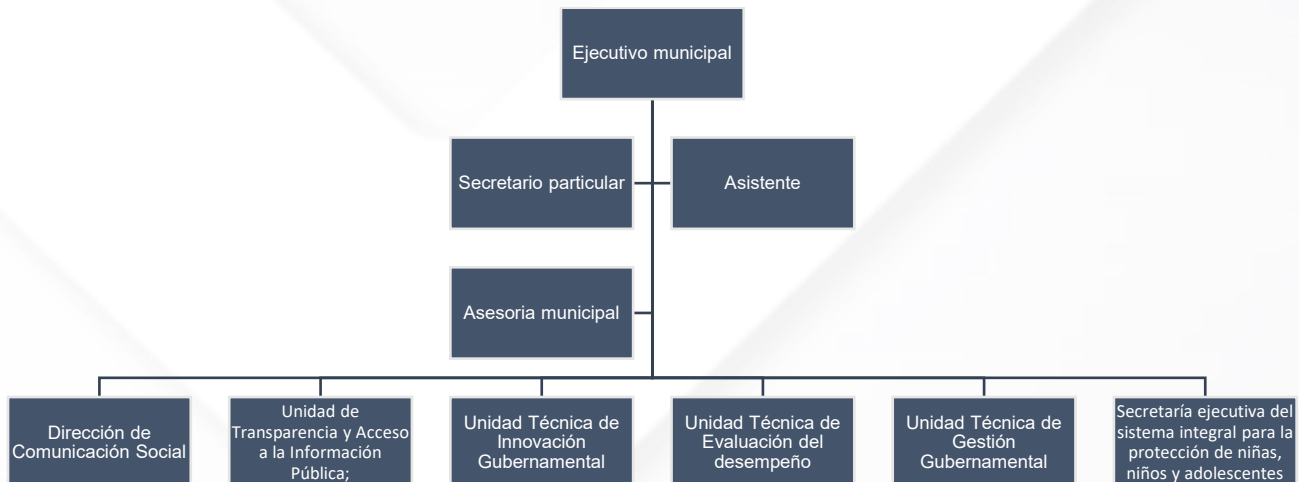 Ejecutivo municipal
Secretario particular
Asistente
Asesoria municipal
Dirección de
Comunicación Social
Unidad de
Transparencia y Acceso
a la Información
Pública;
Unidad Técnica de
Innovación
Gubernamental
Unidad Técnica de
Evaluación del
desempeño
Unidad Técnica de
Gestión
Gubernamental
Secretaría ejecutiva del
sistema integral para la
protección de niñas,
niños y adolescentes